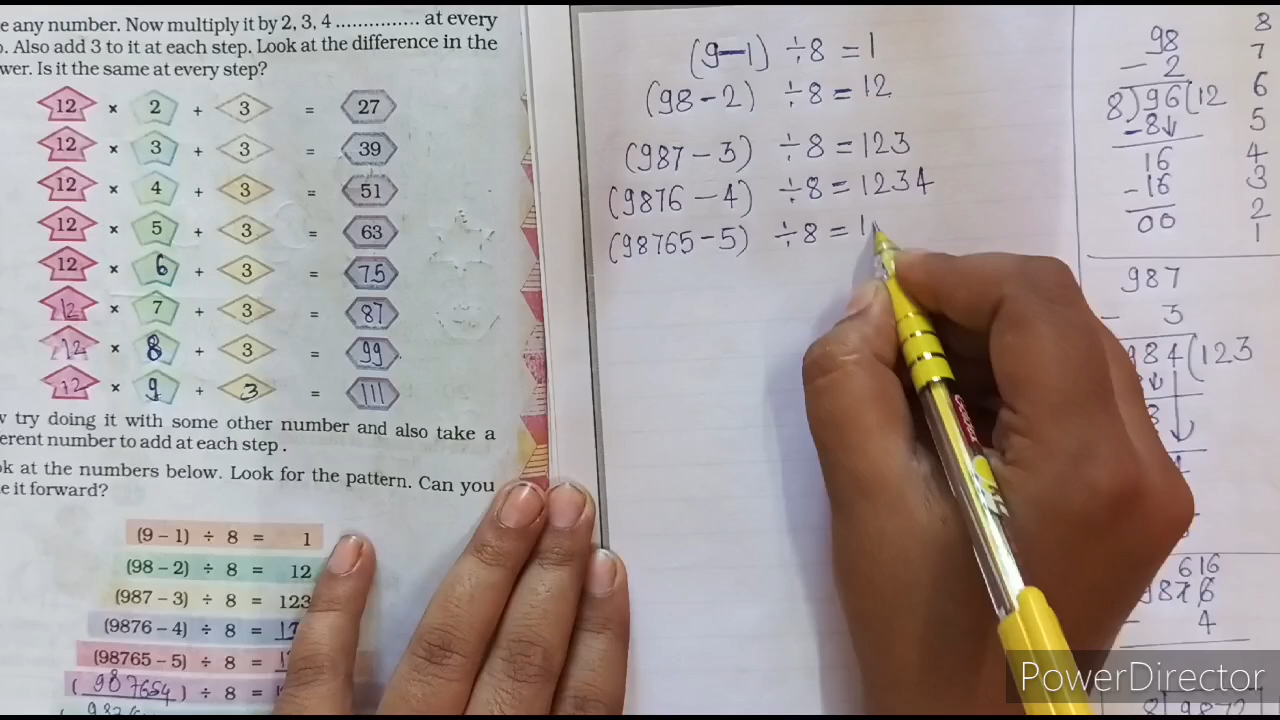 e any number. Now multiply it by 2, 3, 4 ............... at every
. Also add 3 to it at each step. Look at the difference in the
wer. Is it the same at every step?
12 × 2 + 3 = 27
12 × 3 + 3 = 39
12 × 4 + 3 = 51
12 × 5 + 3 = 63
12 × 6 + 3 = 75
12 × 7 + 3 = 87
12 × 8 + 3 = 99
12 × 9 + 3 = 111
try doing it with some other number and also take a
erent number to add at each step.
ok at the numbers below. Look for the pattern. Can you
e it forward?
(9 – 1) ÷ 8 = 1
(98 – 2) ÷ 8 = 12
(987 – 3) ÷ 8 = 123
(9876 – 4) ÷ 8 =
(98765 – 5) ÷ 8 =
(987654) ÷ 8 =
(9-1) ÷8 = 1
(98-2) ÷8 = 12
(987-3) ÷8 = 123
(9876-4) ÷8 = 1234
(98765-5) ÷8 = 1
98
- 2
8)96(12
-8↓
16
-16
00
8
7
6
5
4
3
2
1
987
- 3
984(123
616
9876
- 4
8 9872
PowerDirector